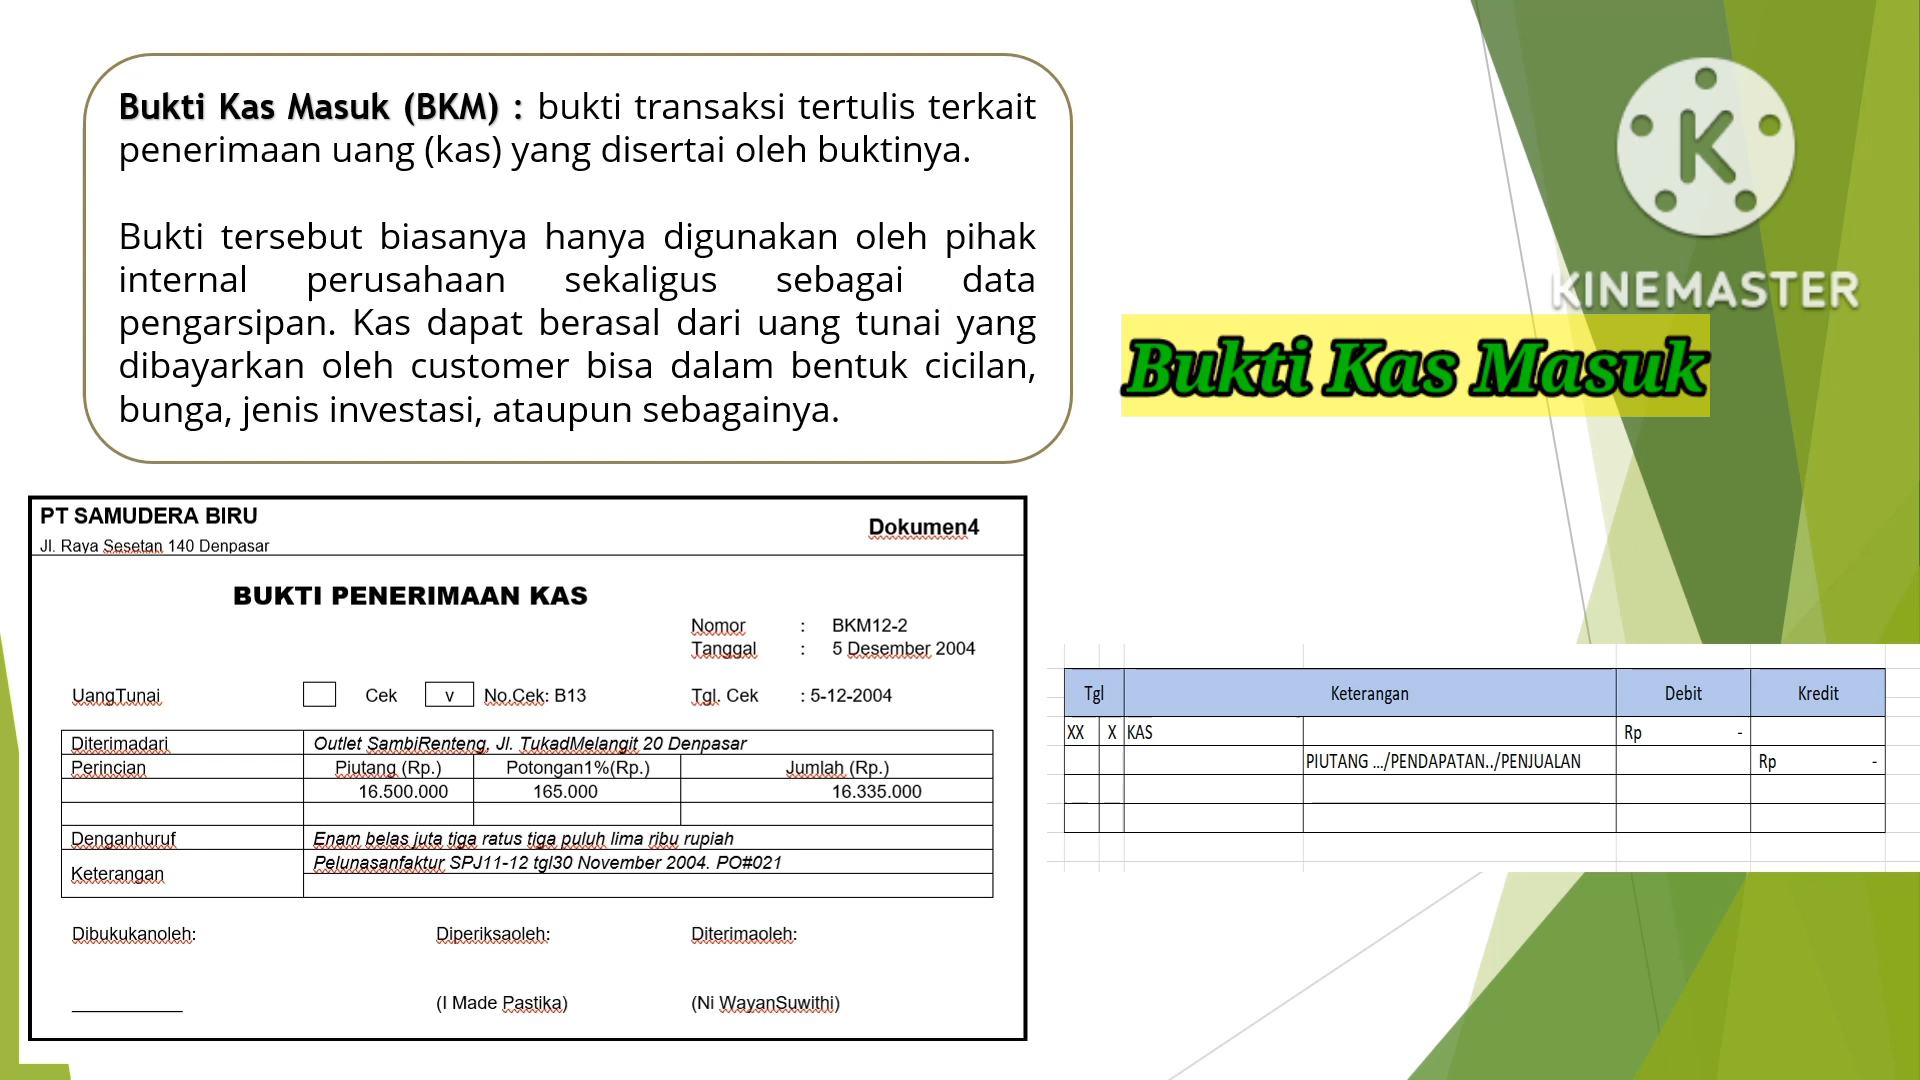 Bukti Kas Masuk (BKM) : bukti transaksi tertulis terkait
penerimaan uang (kas) yang disertai oleh buktinya.
Bukti tersebut biasanya hanya digunakan oleh pihak
internal perusahaan sekaligus sebagai data
pengarsipan. Kas dapat berasal dari uang tunai yang
dibayarkan oleh customer bisa dalam bentuk cicilan,
bunga, jenis investasi, ataupun sebagainya.
K
KINEMASTER
Bukti Kas Masuk
PT SAMUDERA BIRU
Jl. Raya Sesetan 140 Denpasar
Dokumen4
BUKTI PENERIMAAN KAS
Nomor : BKM12-2
Tanggal : 5 Desember 2004
UangTunai Cek v No.Cek: B13 Tgl. Cek : 5-12-2004
Diterimadari Outlet SambiRenteng, Jl. TukadMelangit 20 Denpasar
Perincian Piutang (Rp.) Potongan1%(Rp.) Jumlah (Rp.)
16.500.000 165.000 16.335.000
Denganhuruf Enam belas juta tiga ratus tiga puluh lima ribu rupiah
Keterangan Pelunasanfaktur SPJ11-12 tgl30 November 2004. PO#021
Dibukukanoleh: Diperiksaoleh: Diterimaoleh:
(I Made Pastika) (Ni WayanSuwithi)
Tgl Keterangan Debit Kredit
XX X KAS Rp -
PIUTANG .../PENDAPATAN../PENJUALAN Rp -